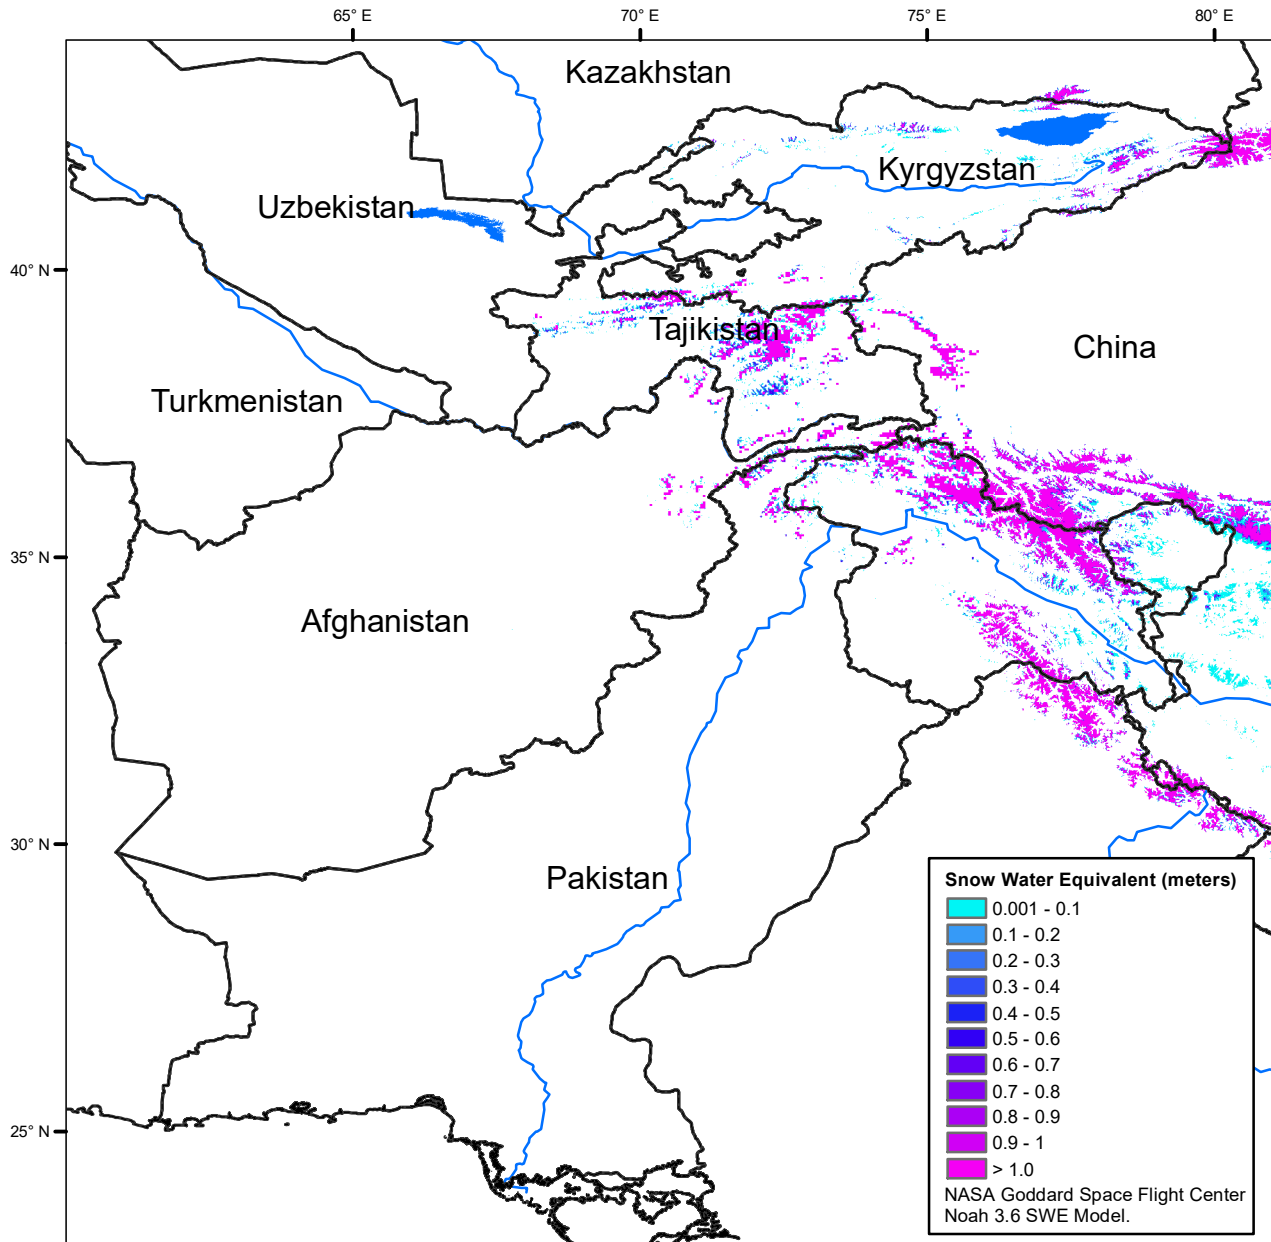 65° E
70° E
75° E
80° E
Kazakhstan
Kyrgyzstan
Uzbekistan
40° N
Tajikistan
China
Turkmenistan
35° N
Afghanistan
30° N
Pakistan
25° N
Snow Water Equivalent (meters)
0.001 - 0.1
0.1 - 0.2
0.2 - 0.3
0.3 - 0.4
0.4 - 0.5
0.5 - 0.6
0.6 - 0.7
0.7 - 0.8
0.8 - 0.9
0.9 - 1
> 1.0
NASA Goddard Space Flight Center
Noah 3.6 SWE Model.